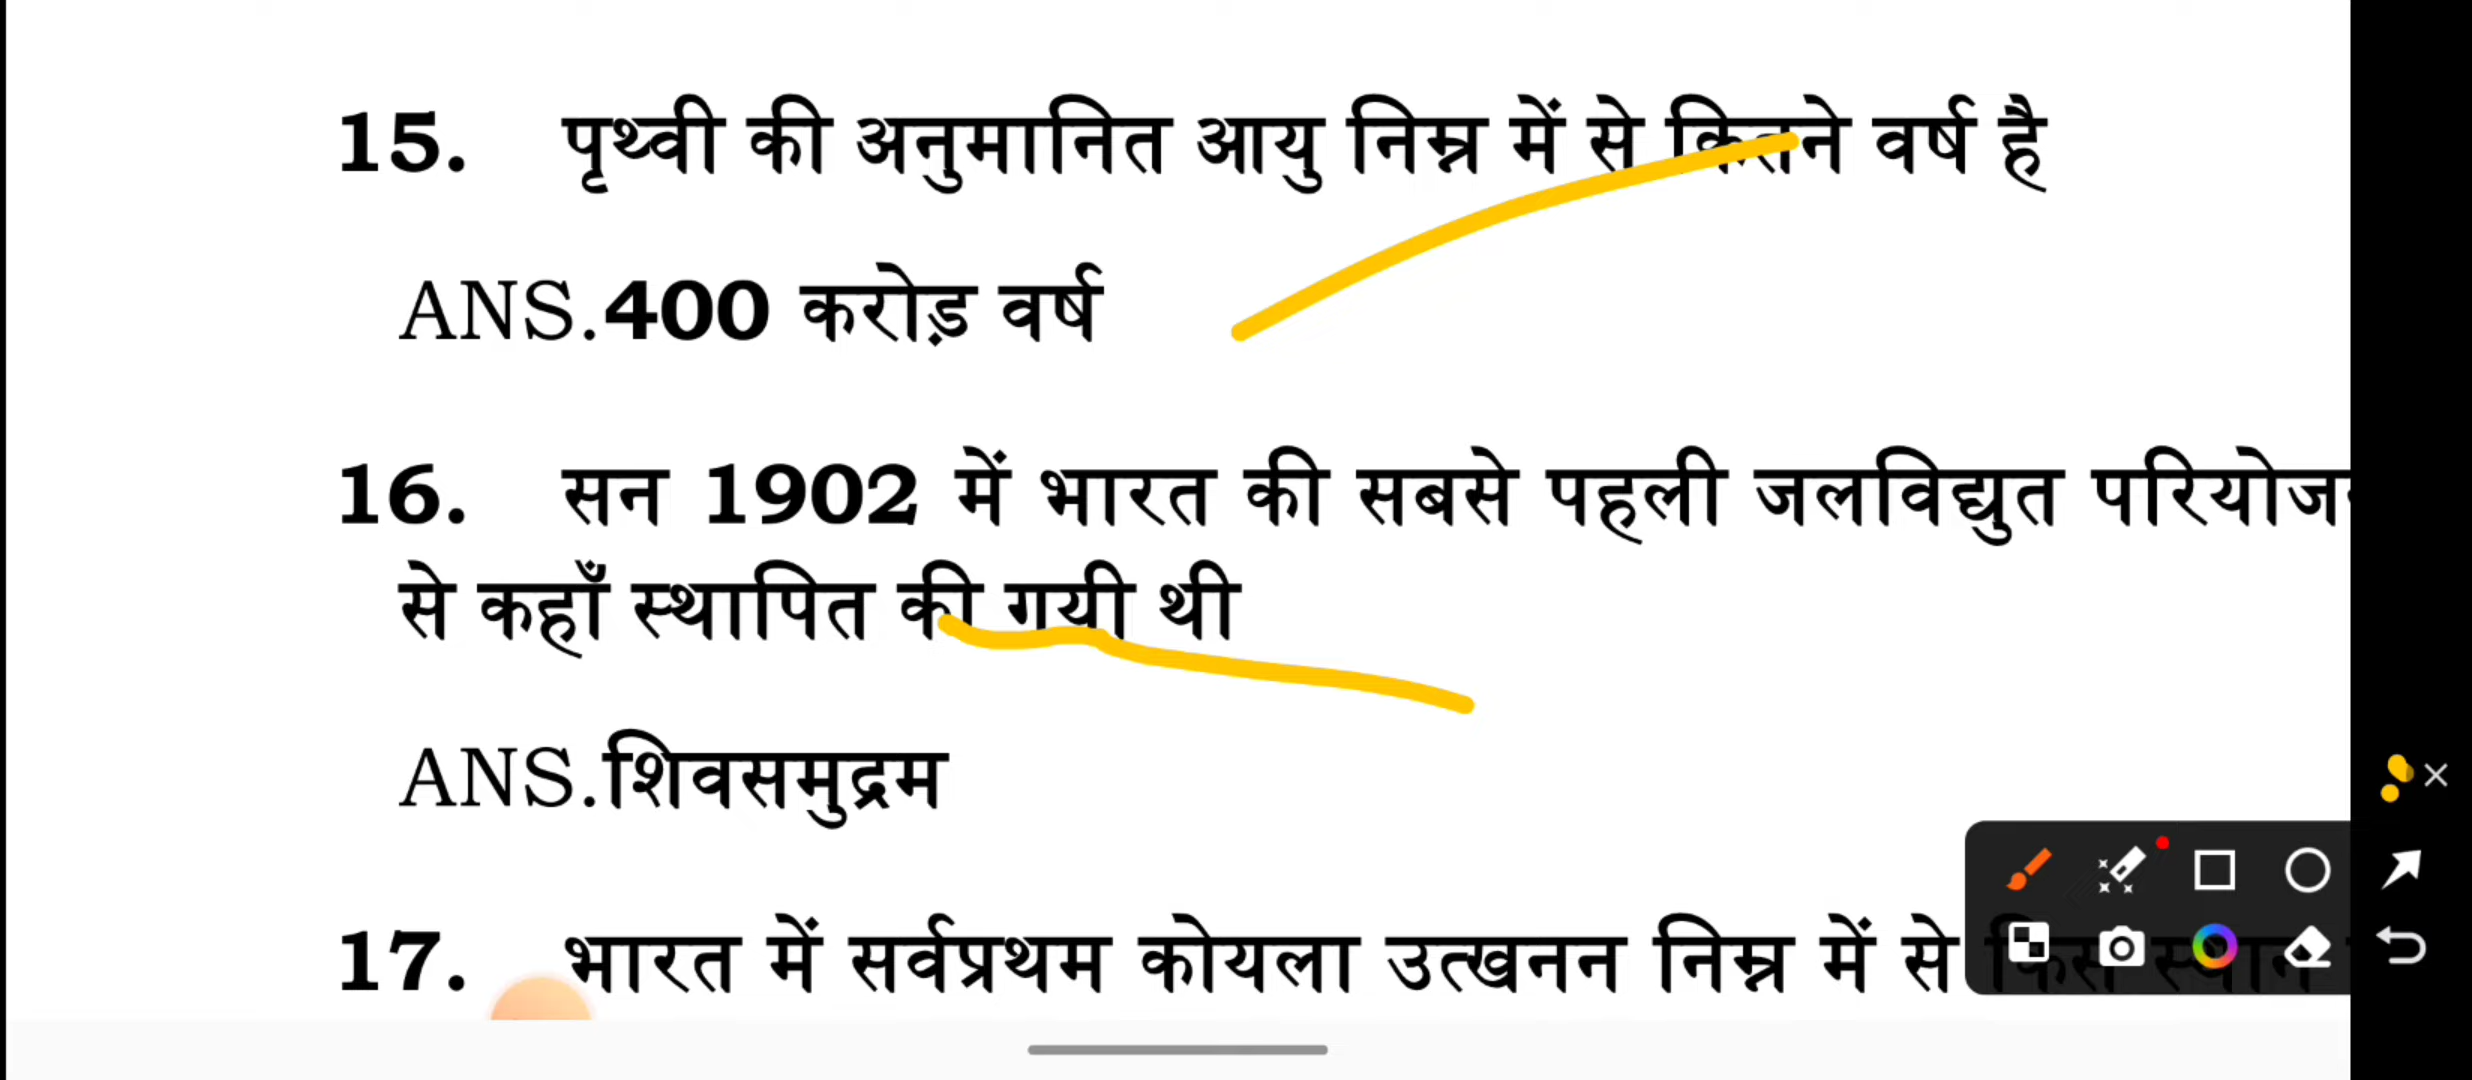 15. पृथ्वी की अनुमानित आयु निम्न में से कितने वर्ष है
ANS.400 करोड़ वर्ष
16. सन 1902 में भारत की सबसे पहली जलविद्युत परियोज
से कहाँ स्थापित की गयी थी
ANS.शिवसमुद्रम
17. भारत में सर्वप्रथम कोयला उत्खनन निम्न में से किस स्थान